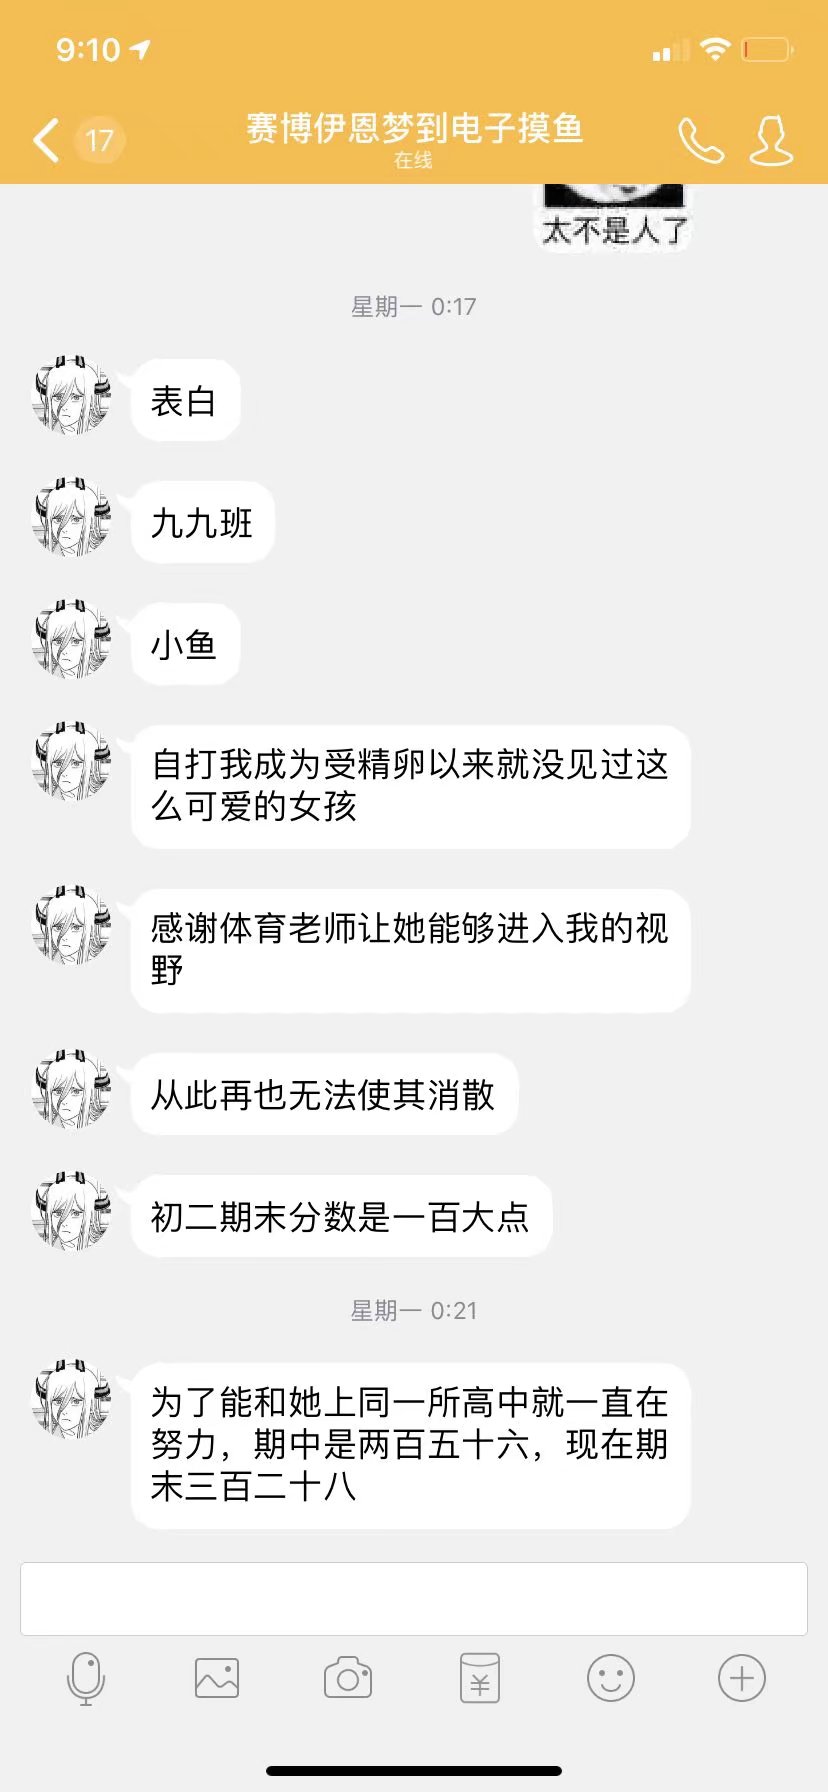 9:10
17
赛博伊恩梦到电子摸鱼
在线
太不是人了
星期一 0:17
表白
九九班
小鱼
自打我成为受精卵以来就没见过这
么可爱的女孩
感谢体育老师让她能够进入我的视
野
从此再也无法使其消散
初二期末分数是一百大点
星期一 0:21
为了能和她上同一所高中就一直在
努力，期中是两百五十六，现在期
末三百二十八
¥